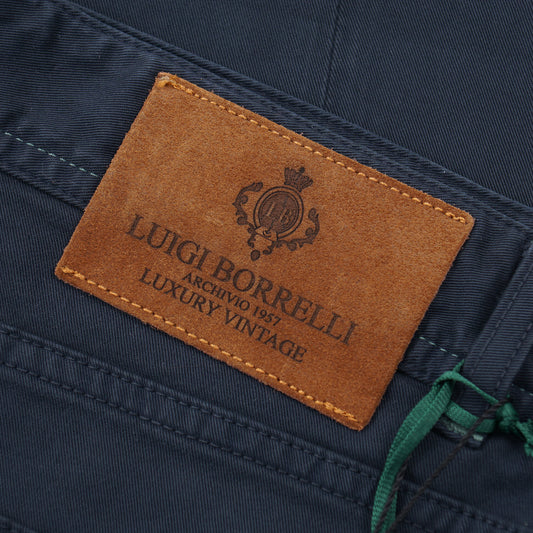 LB
LUIGI BORRELLI
ARCHIVIO 1957
LUXURY VINTAGE